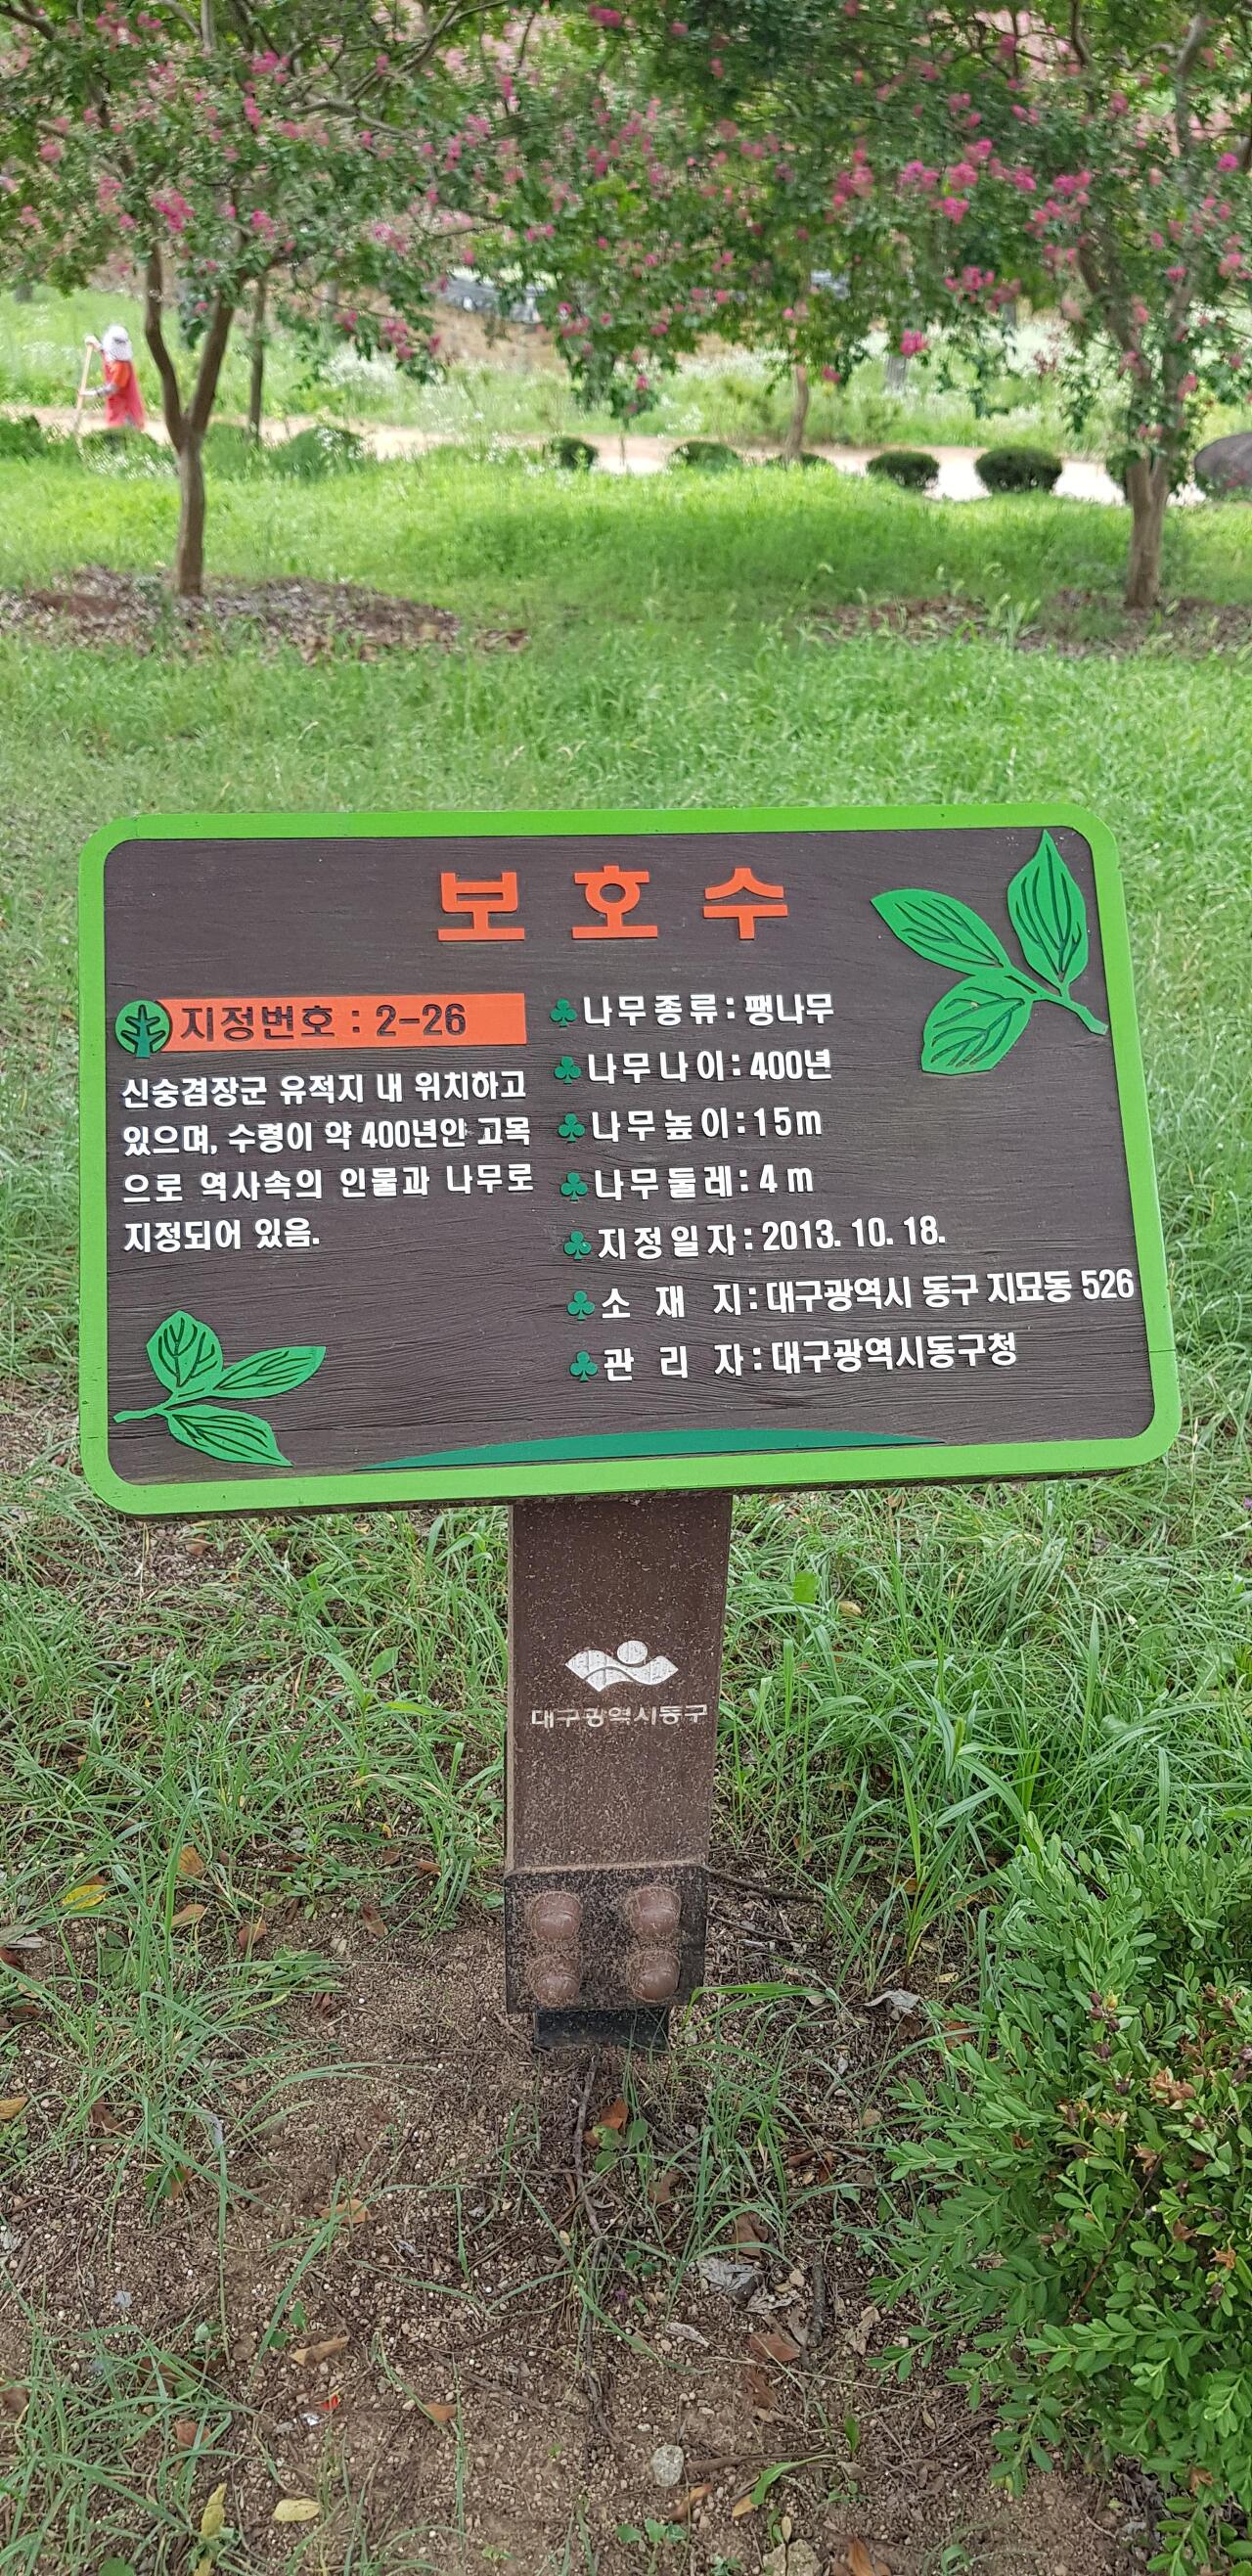 보호수
지정번호 : 2-26
신숭겸장군 유적지 내 위치하고
있으며, 수령이 약 400년인 고목
으로 역사속의 인물과 나무로
지정되어 있음.
나무종류 : 팽나무
나무나이 : 400년
나무높이 : 15m
나무둘레 : 4 m
지정일자 : 2013. 10. 18.
소 재 지 : 대구광역시 동구 지묘동 526
관 리 자 : 대구광역시동구청
대구광역시동구